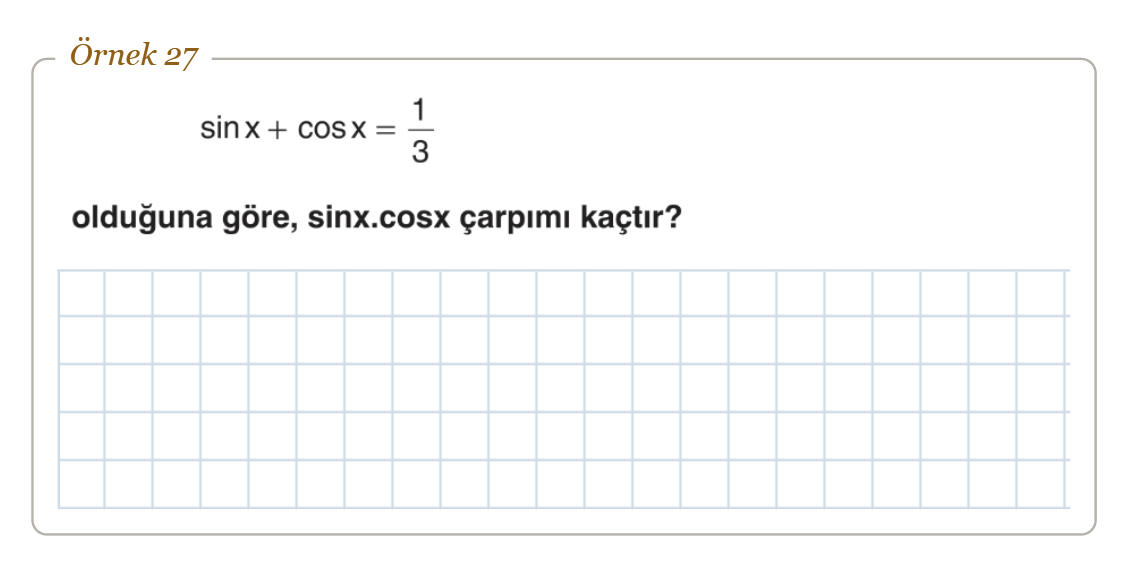 Örnek 27
sin x + cos x = 1/3
olduğuna göre, sinx.cosx çarpımı kaçtır?